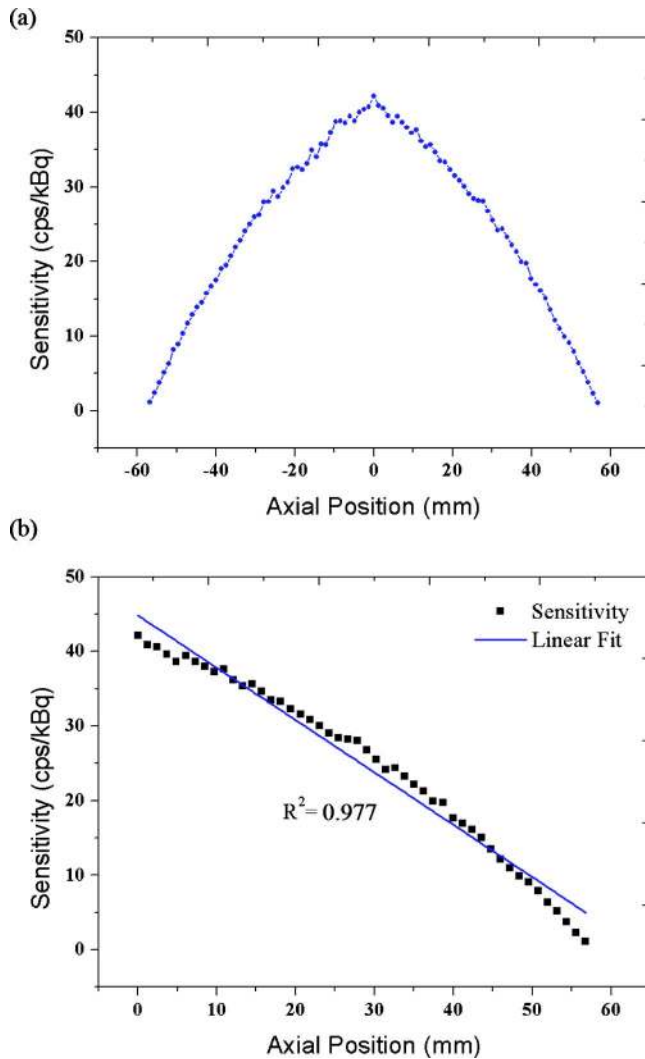 (a)
50
40
30
20
10
0
Sensitivity (cps/kBq)
-60 -40 -20 0 20 40 60
Axial Position (mm)
(b)
50
40
30
20
10
0
Sensitivity (cps/kBq)
Sensitivity
Linear Fit
R² = 0.977
0 10 20 30 40 50 60
Axial Position (mm)